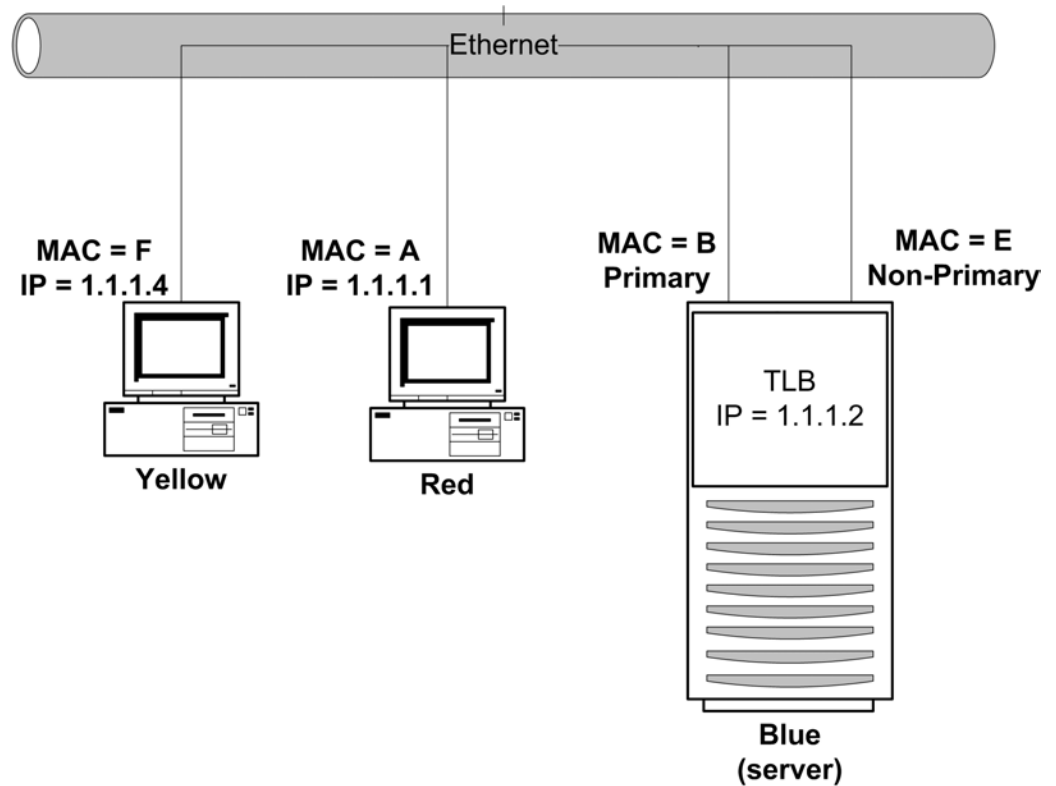 Ethernet
MAC = F
IP = 1.1.1.4
MAC = A
IP = 1.1.1.1
MAC = B
Primary
MAC = E
Non-Primary
TLB
IP = 1.1.1.2
Yellow
Red
Blue
(server)